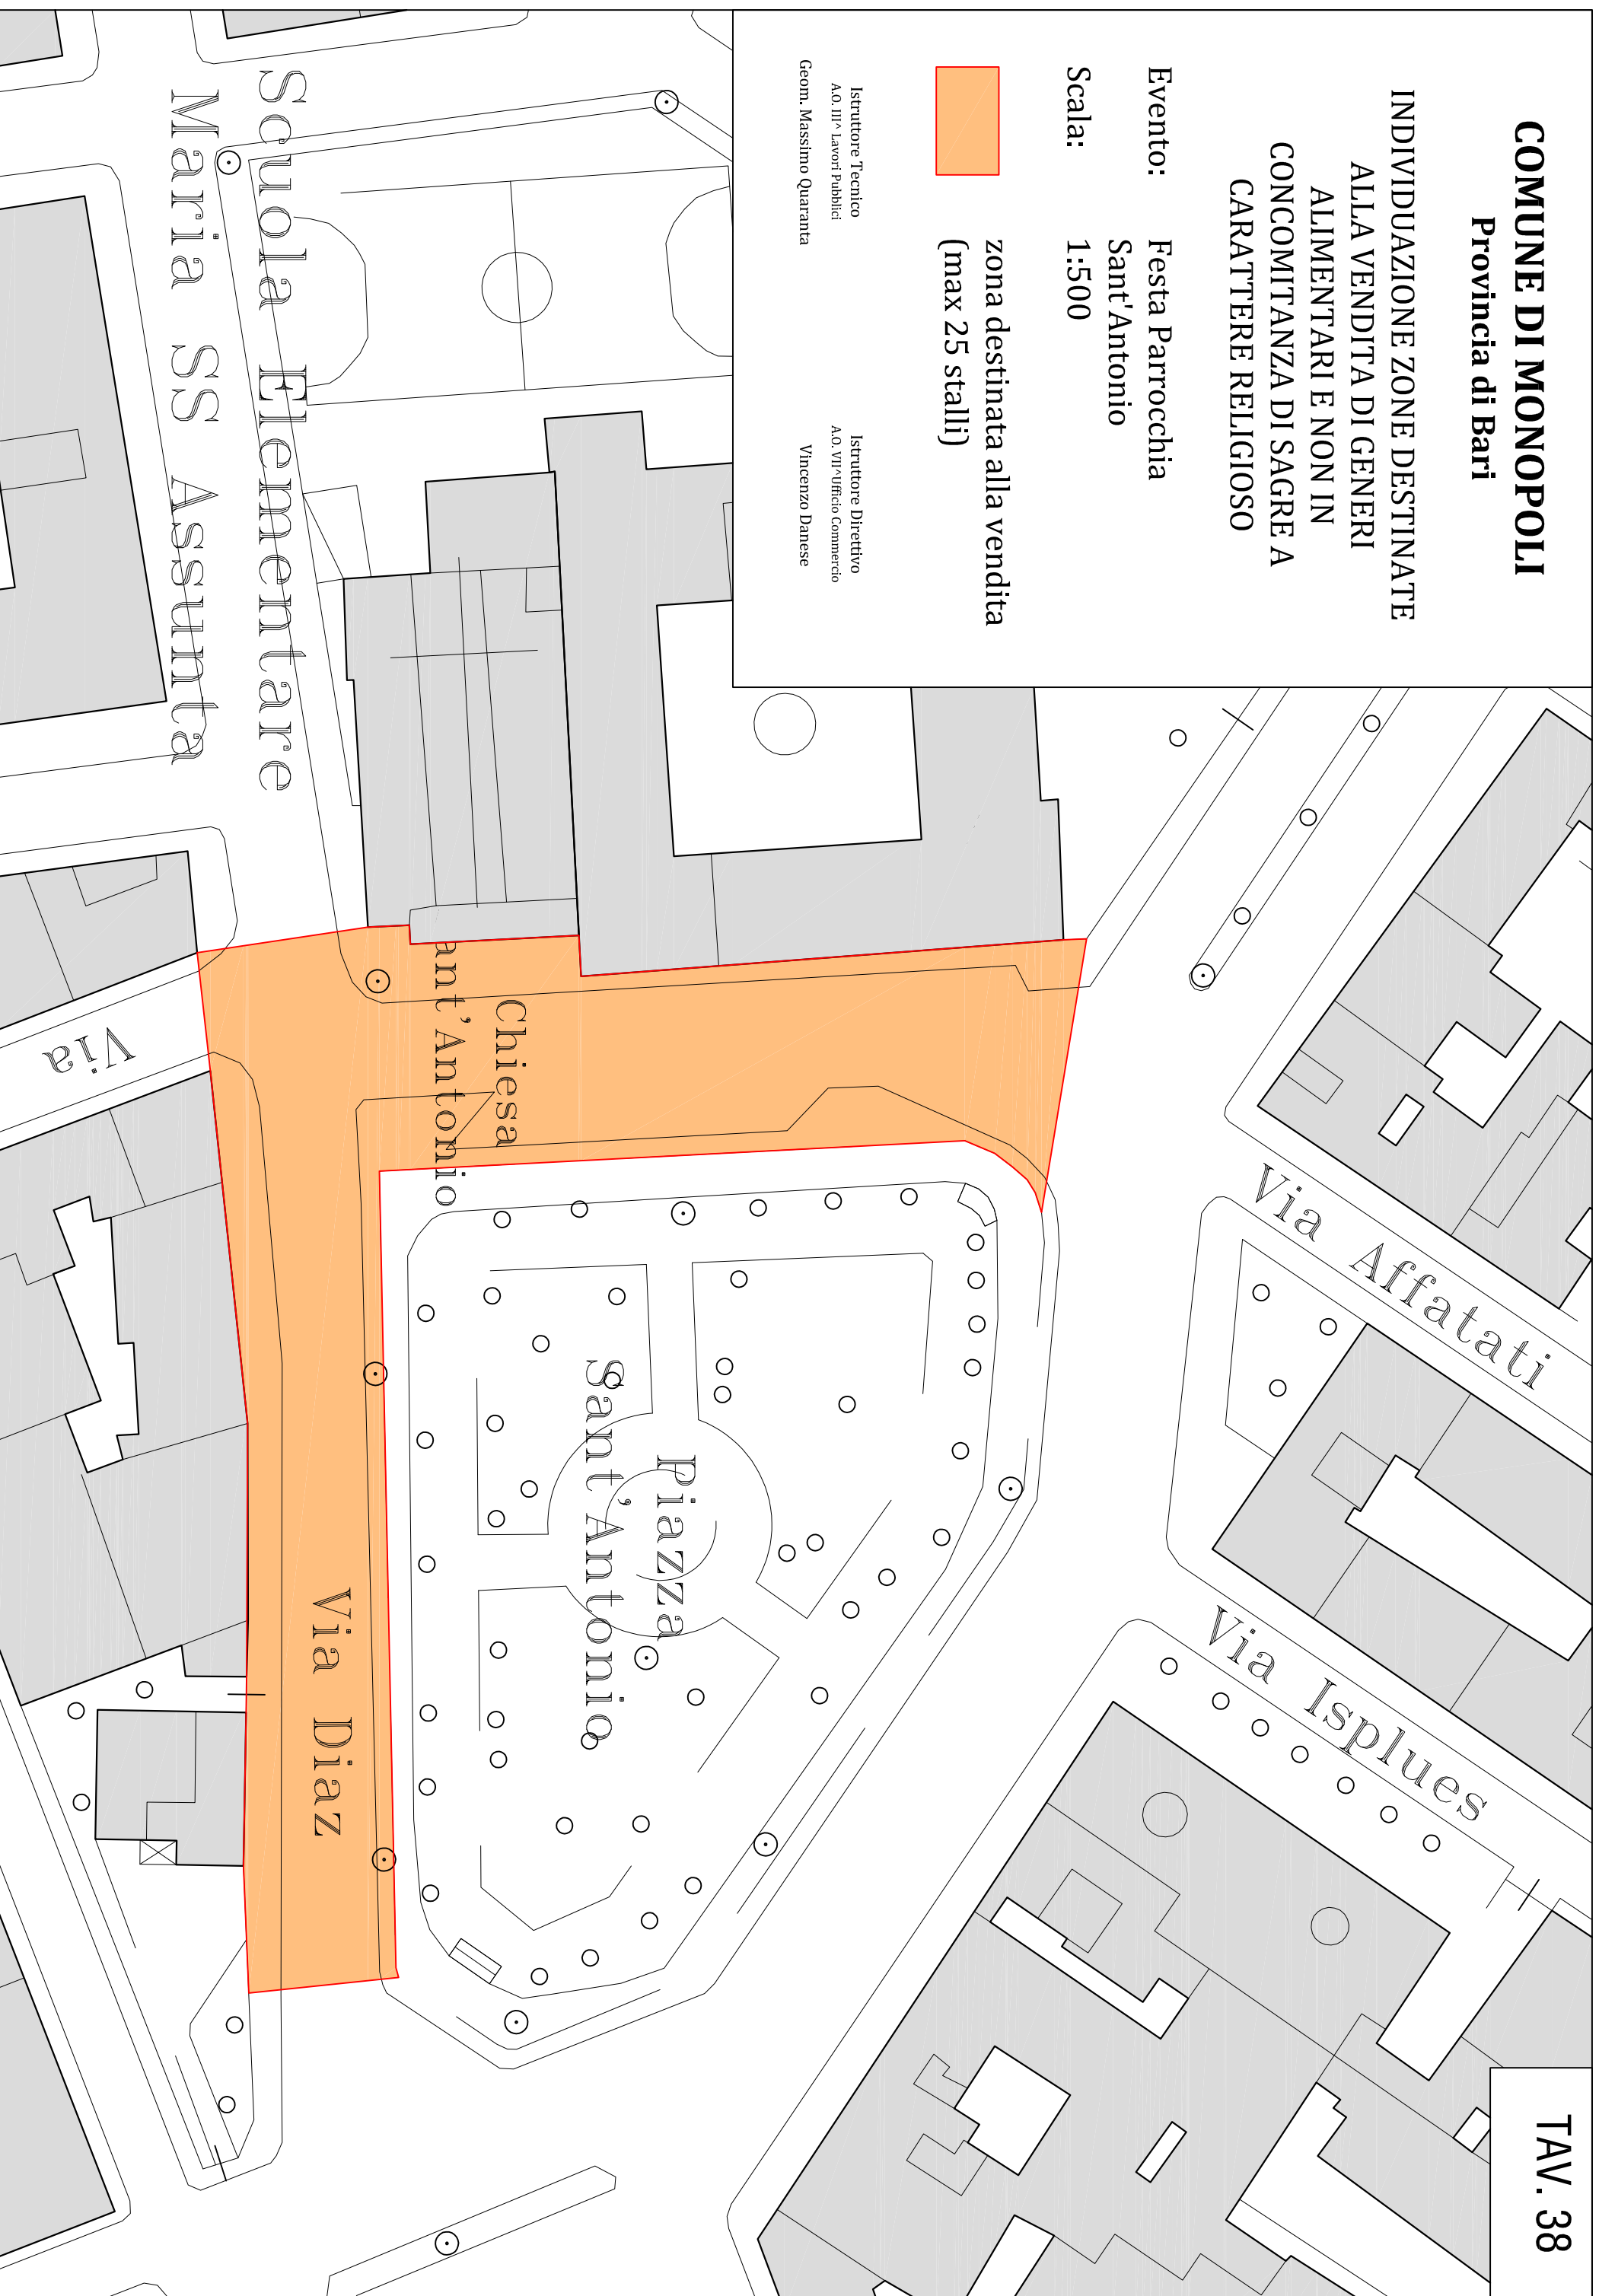 COMUNE DI MONOPOLI
Provincia di Bari
INDIVIDUAZIONE ZONE DESTINATE
ALLA VENDITA DI GENERI
ALIMENTARI E NON IN
CONCOMITANZA DI SAGRE A
CARATTERE RELIGIOSO
Evento: Festa Parrocchia
Sant'Antonio
Scala: 1:500
zona destinata alla vendita
(max 25 stalli)
Istruttore Tecnico
A.O. III^ Lavori Pubblici
Geom. Massimo Quaranta
Istruttore Direttivo
A.O. VII^Ufficio Commercio
Vincenzo Danese
Scuola Elementare
Maria SS Assunta
Chiesa
ant'Antonio
Via
Via Affatati
Piazza
Sant'Antonio
Via Isplues
Via Diaz
TAV. 38